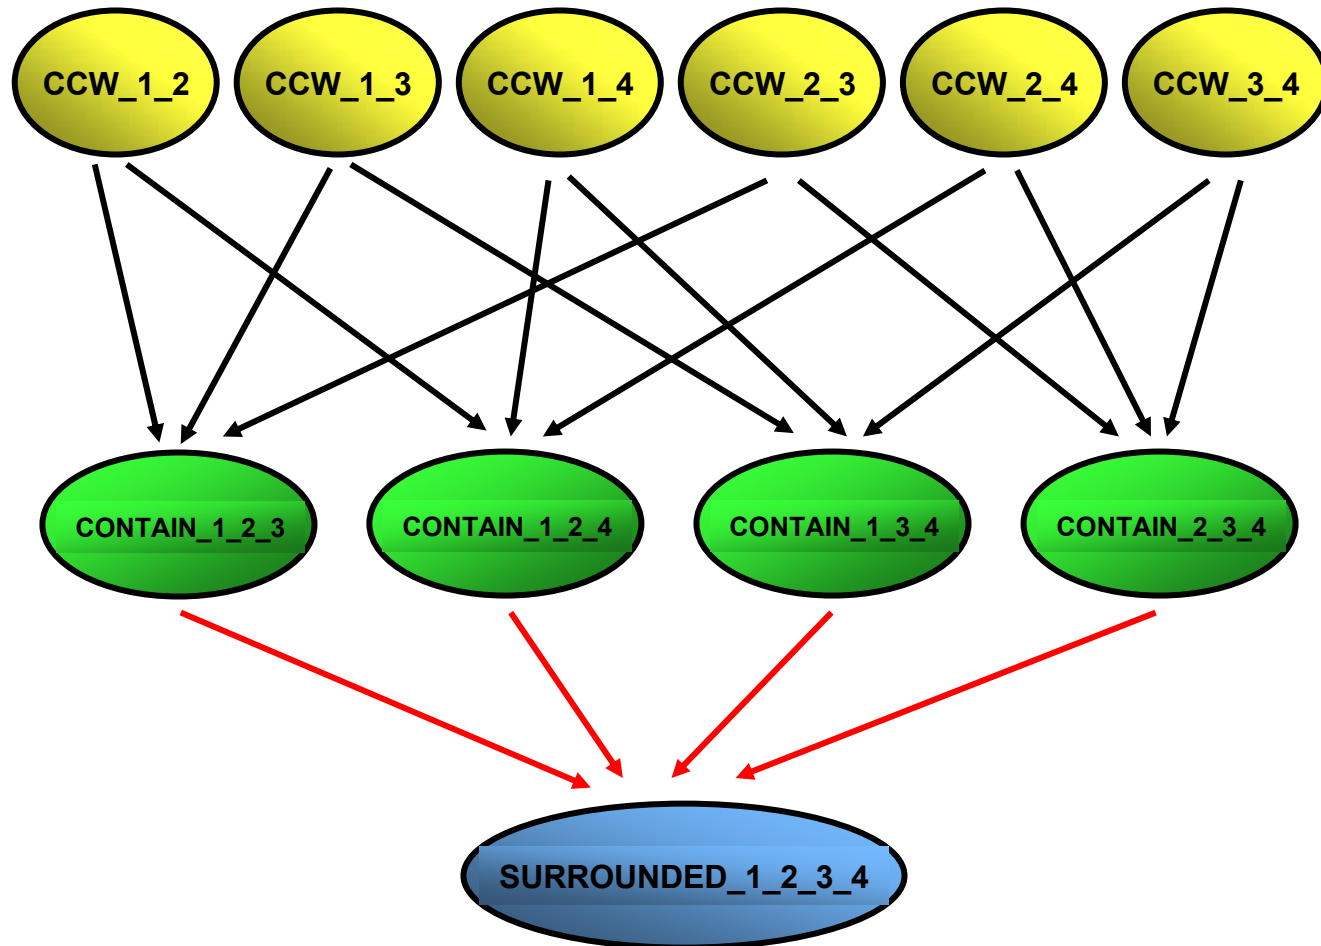 CCW_1_2
CCW_1_3
CCW_1_4
CCW_2_3
CCW_2_4
CCW_3_4
CONTAIN_1_2_3
CONTAIN_1_2_4
CONTAIN_1_3_4
CONTAIN_2_3_4
SURROUNDED_1_2_3_4